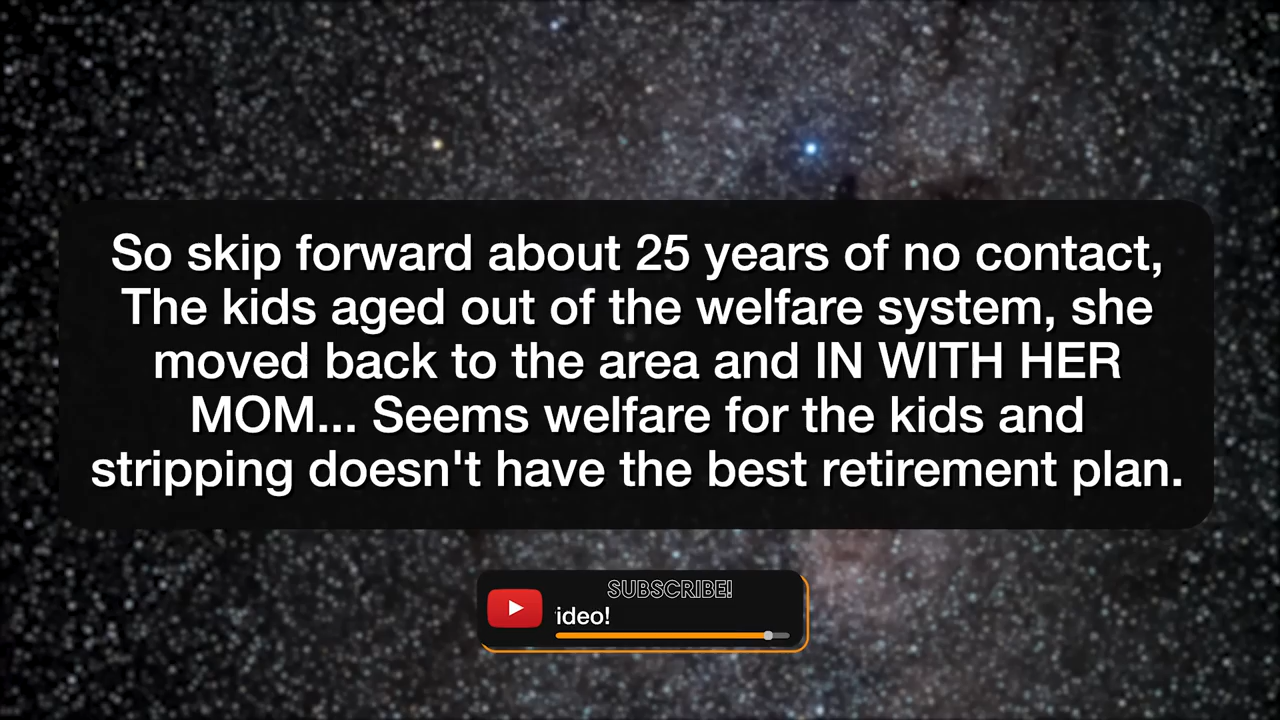 So skip forward about 25 years of no contact,
The kids aged out of the welfare system, she
moved back to the area and IN WITH HER
MOM... Seems welfare for the kids and
stripping doesn't have the best retirement plan.
SUBSCRIBE!
ideo!